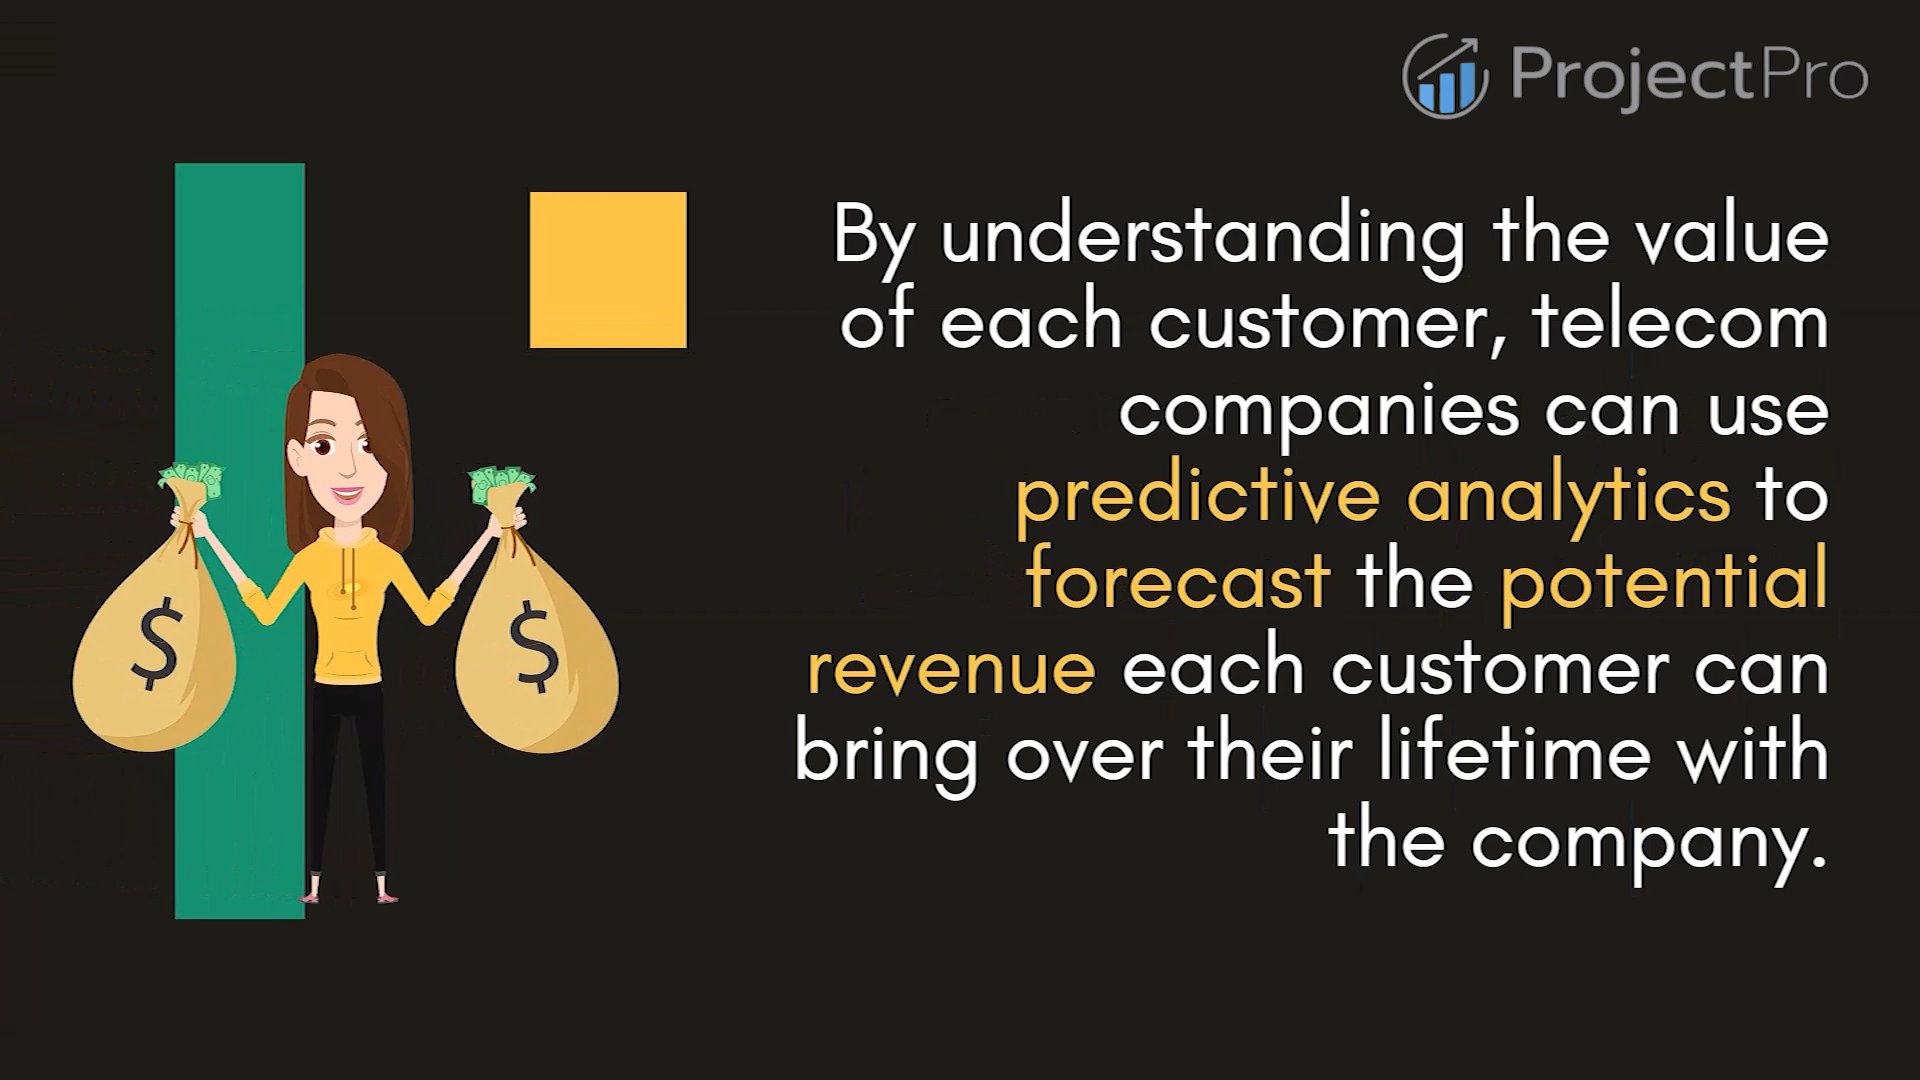 ProjectPro
By understanding the value
of each customer, telecom
companies can use
predictive analytics to
forecast the potential
revenue each customer can
bring over their lifetime with
the company.
$
$